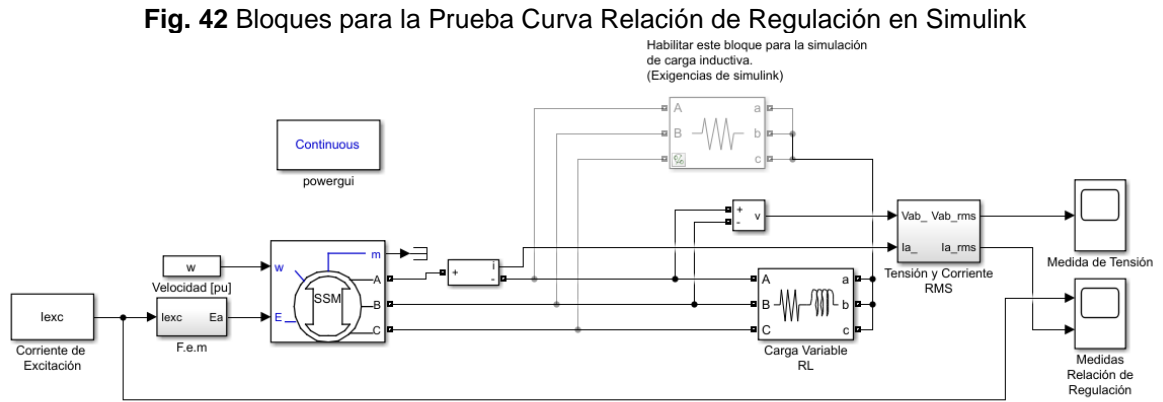 Fig. 42 Bloques para la Prueba Curva Relación de Regulación en Simulink
Habilitar este bloque para la simulación
de carga inductiva.
(Exigencias de simulink)
A a
B b
c
Continuous
powergui
w
Velocidad [pu]
Iexc
Corriente de
Excitación
Iexc Ea
F.e.m
w m
SSM
E
A
B
C
+ i
-
+ v
-
A a
B b
C c
Carga Variable
RL
Vab_ Vab_rms
Ia_ Ia_rms
Tensión y Corriente
RMS
Medida de Tensión
Medidas
Relación de
Regulación